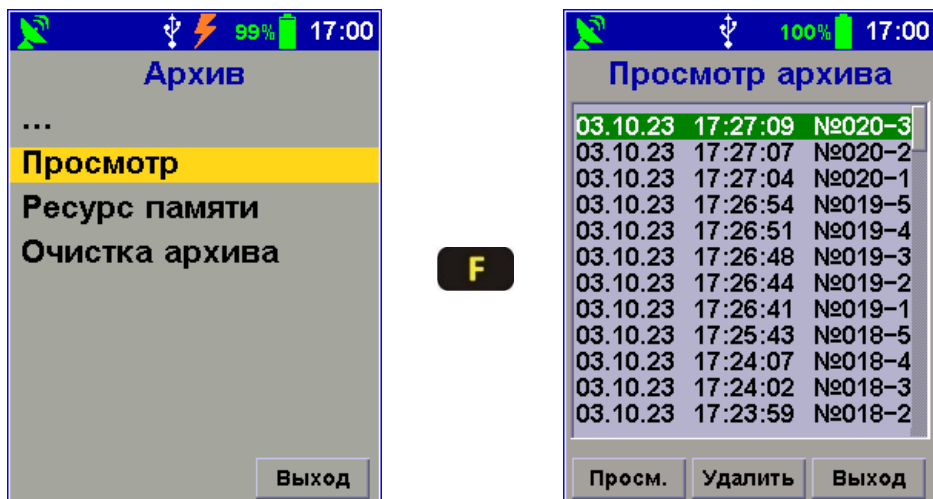 99% 17:00
Архив
...
Просмотр
Ресурс памяти
Очистка архива
Выход
F
100% 17:00
Просмотр архива
03.10.23 17:27:09 №020-3
03.10.23 17:27:07 №020-2
03.10.23 17:27:04 №020-1
03.10.23 17:26:54 №019-5
03.10.23 17:26:51 №019-4
03.10.23 17:26:48 №019-3
03.10.23 17:26:44 №019-2
03.10.23 17:26:41 №019-1
03.10.23 17:25:43 №018-5
03.10.23 17:24:07 №018-4
03.10.23 17:24:02 №018-3
03.10.23 17:23:59 №018-2
Просм. Удалить Выход